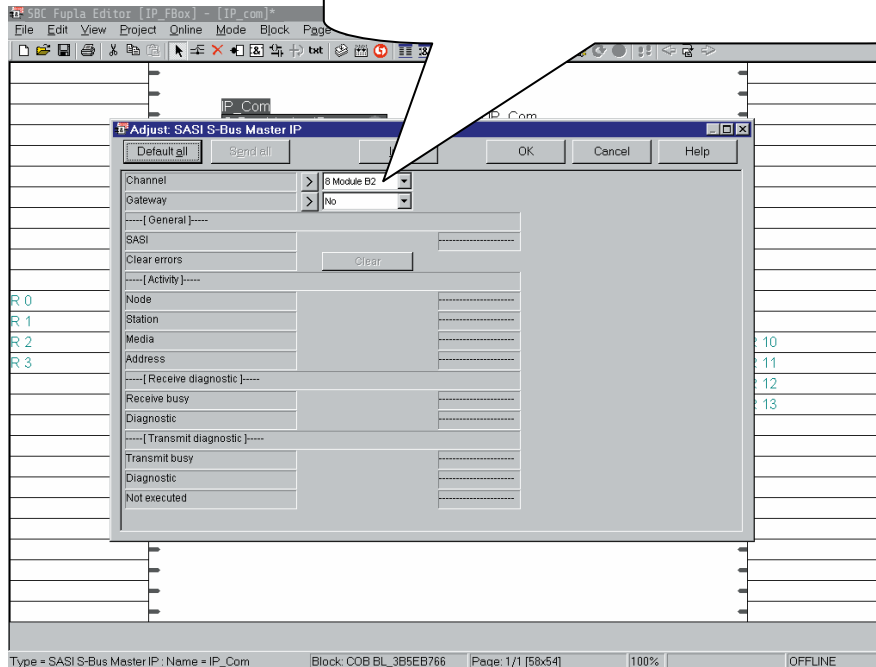 SBC Fupla Editor [IP_FBox] - [IP_com]*
File Edit View Project Online Mode Block Page
txt
IP_Com
IP_Com
Adjust: SASI S-Bus Master IP
Default all Send all OK Cancel Help
Channel > 8 Module B2
Gateway > No
-----[ General ]-----
SASI --------------------
Clear errors Clear
-----[ Activity ]-----
Node --------------------
Station --------------------
Media --------------------
Address --------------------
-----[ Receive diagnostic ]-----
Receive busy --------------------
Diagnostic --------------------
-----[ Transmit diagnostic ]-----
Transmit busy --------------------
Diagnostic --------------------
Not executed --------------------
R 0
R 1
R 2 10
R 3 11
12
13
Type = SASI S-Bus Master IP ; Name = IP_Com Block: COB BL_3B5EB766 Page: 1/1 [58x54] 100% OFFLINE